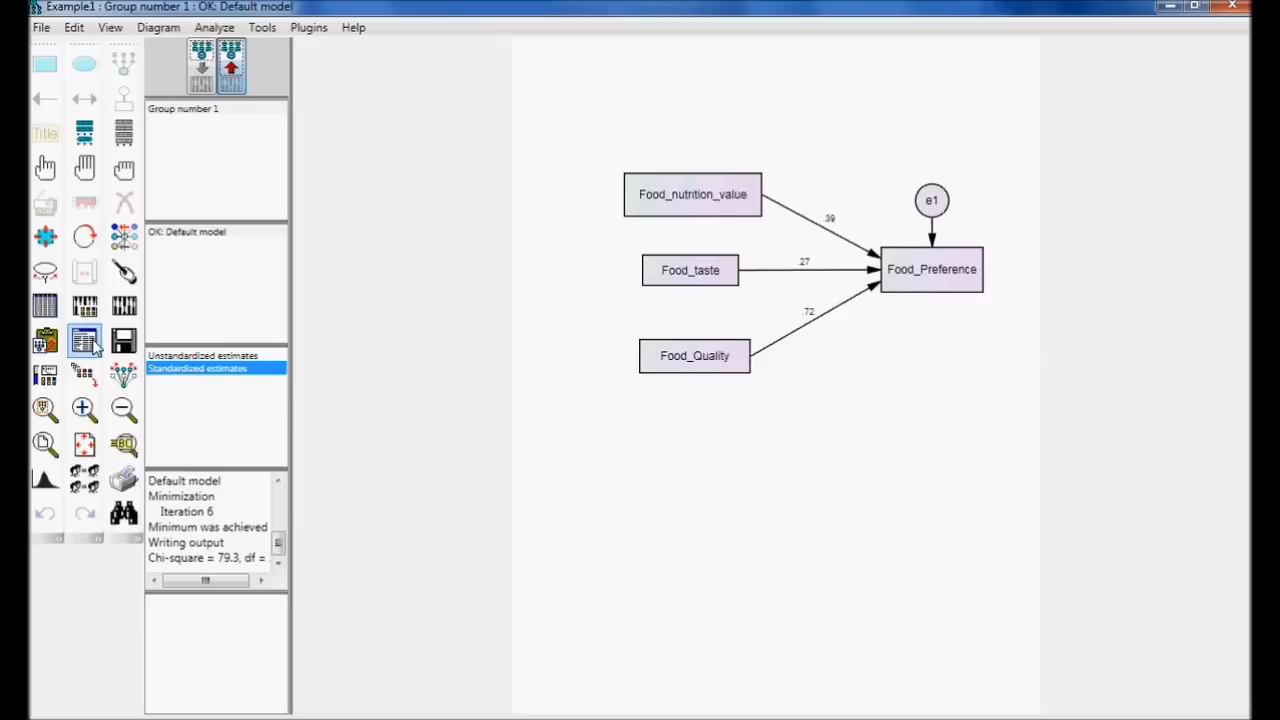 Example1 : Group number 1 : OK: Default model
File Edit View Diagram Analyze Tools Plugins Help
Title
Group number 1
OK: Default model
Unstandardized estimates
Standardized estimates
Default model
Minimization
Iteration 6
Minimum was achieved
Writing output
Chi-square = 79.3, df =
ABC
Food_nutrition_value
e1
.39
Food_taste
.27
Food_Preference
.72
Food_Quality